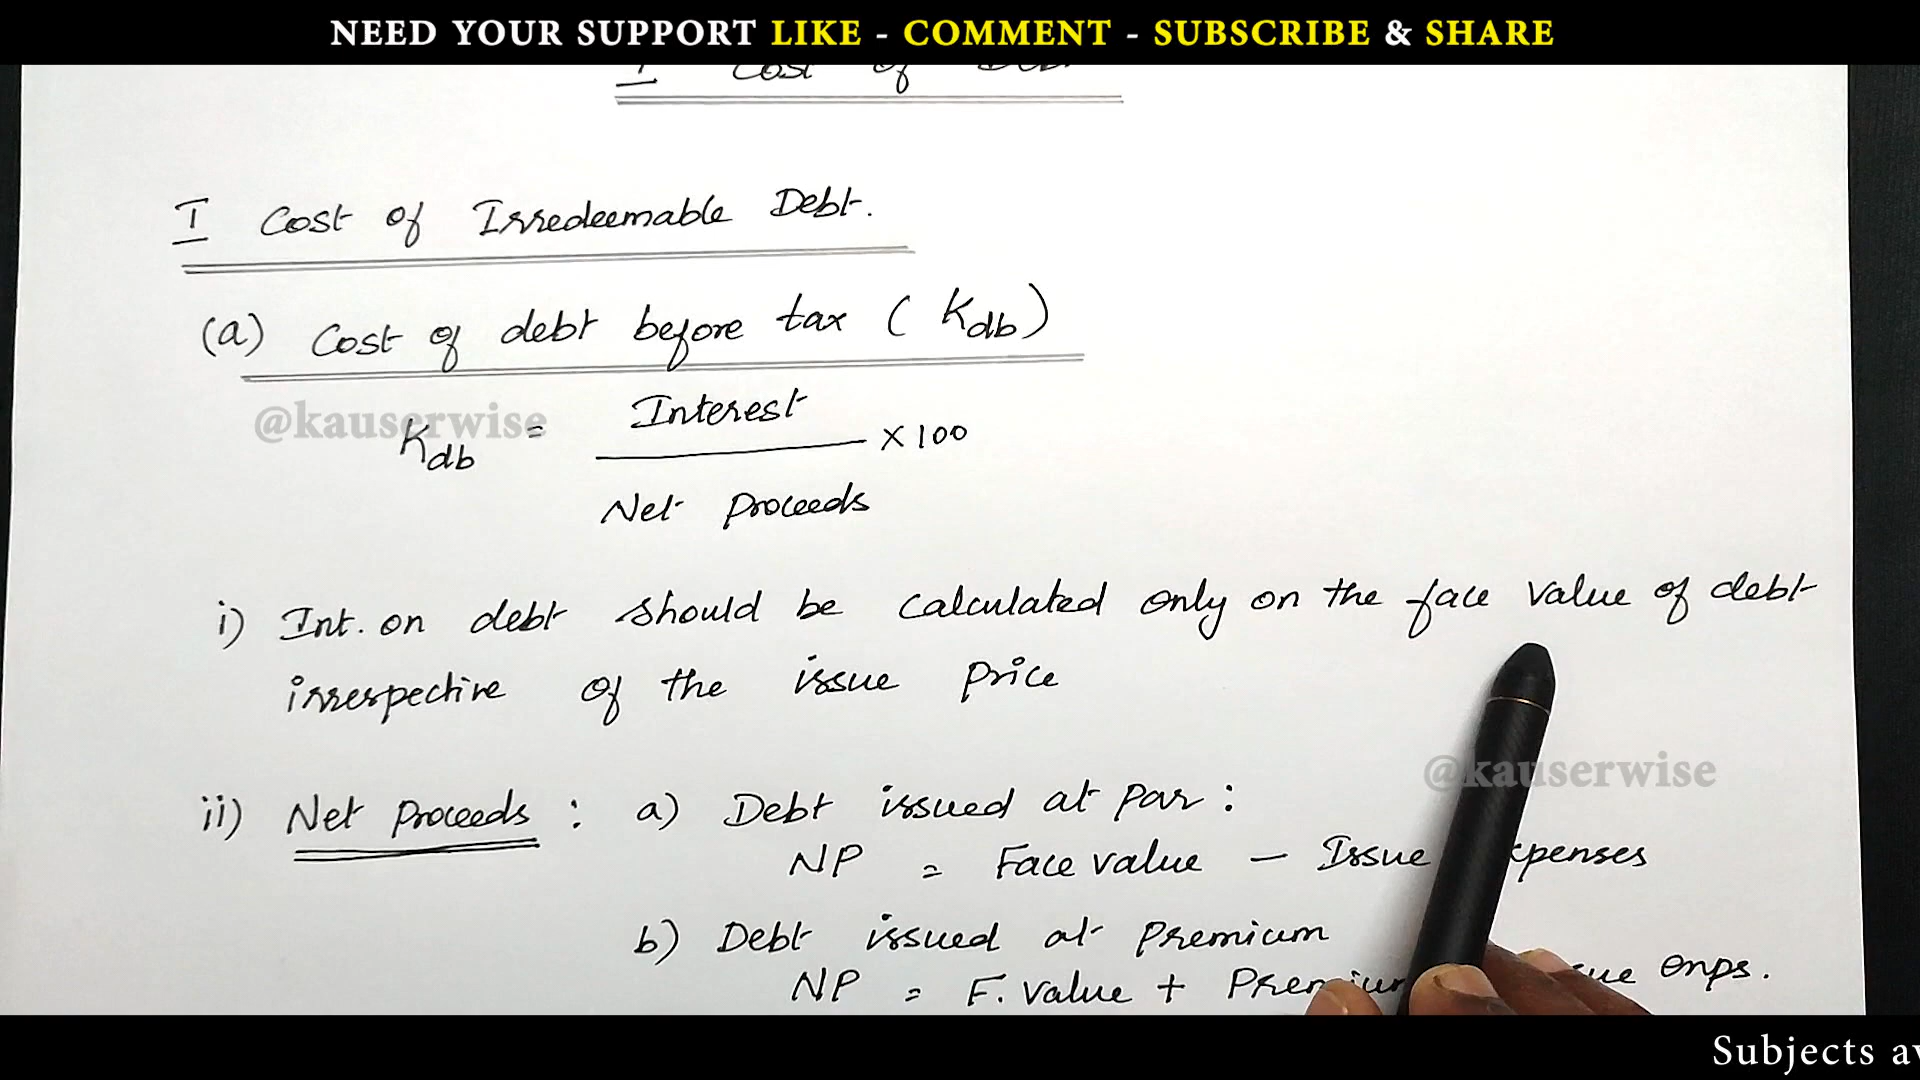 NEED YOUR SUPPORT LIKE - COMMENT - SUBSCRIBE & SHARE
I Cost of Debt
I Cost of Irredeemable Debt.
(a) Cost of debt before tax (Kdb)
@kauserwise
Kdb = Interest
× 100
Net Proceeds
i) Int. on debt should be calculated only on the face value of debt
irrespective of the issue price
@kauserwise
ii) Net Proceeds : a) Debt issued at par :
NP = Face value - Issue
b) Debt issued at premium
NP = F. value +
Subjects